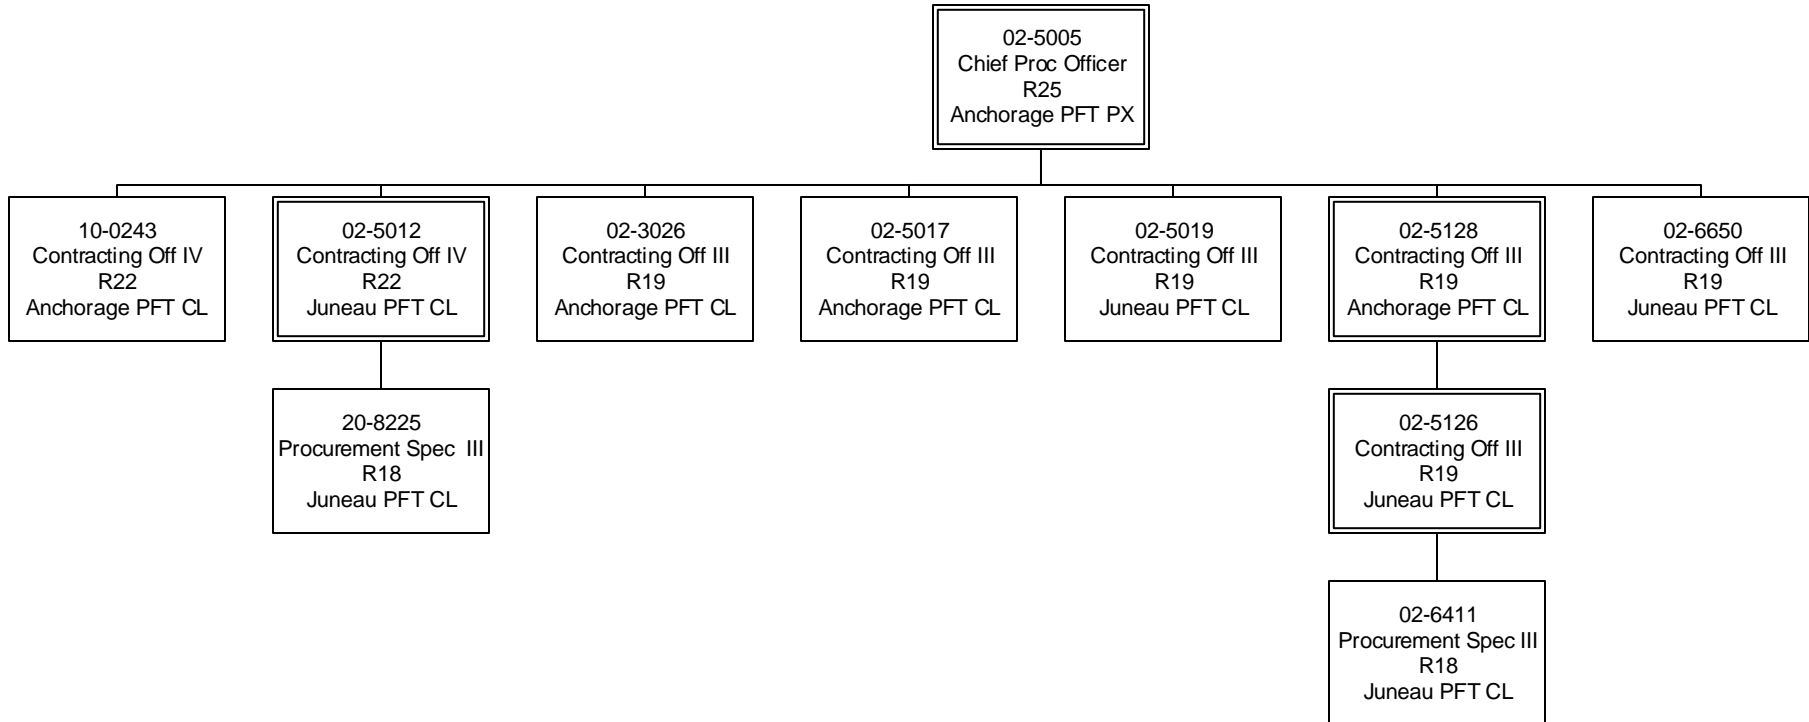 02-5005
Chief Proc Officer
R25
Anchorage PFT PX
10-0243
Contracting Off IV
R22
Anchorage PFT CL
02-5012
Contracting Off IV
R22
Juneau PFT CL
02-3026
Contracting Off III
R19
Anchorage PFT CL
02-5017
Contracting Off III
R19
Anchorage PFT CL
02-5019
Contracting Off III
R19
Juneau PFT CL
02-5128
Contracting Off III
R19
Anchorage PFT CL
02-6650
Contracting Off III
R19
Juneau PFT CL
20-8225
Procurement Spec III
R18
Juneau PFT CL
02-5126
Contracting Off III
R19
Juneau PFT CL
02-6411
Procurement Spec III
R18
Juneau PFT CL